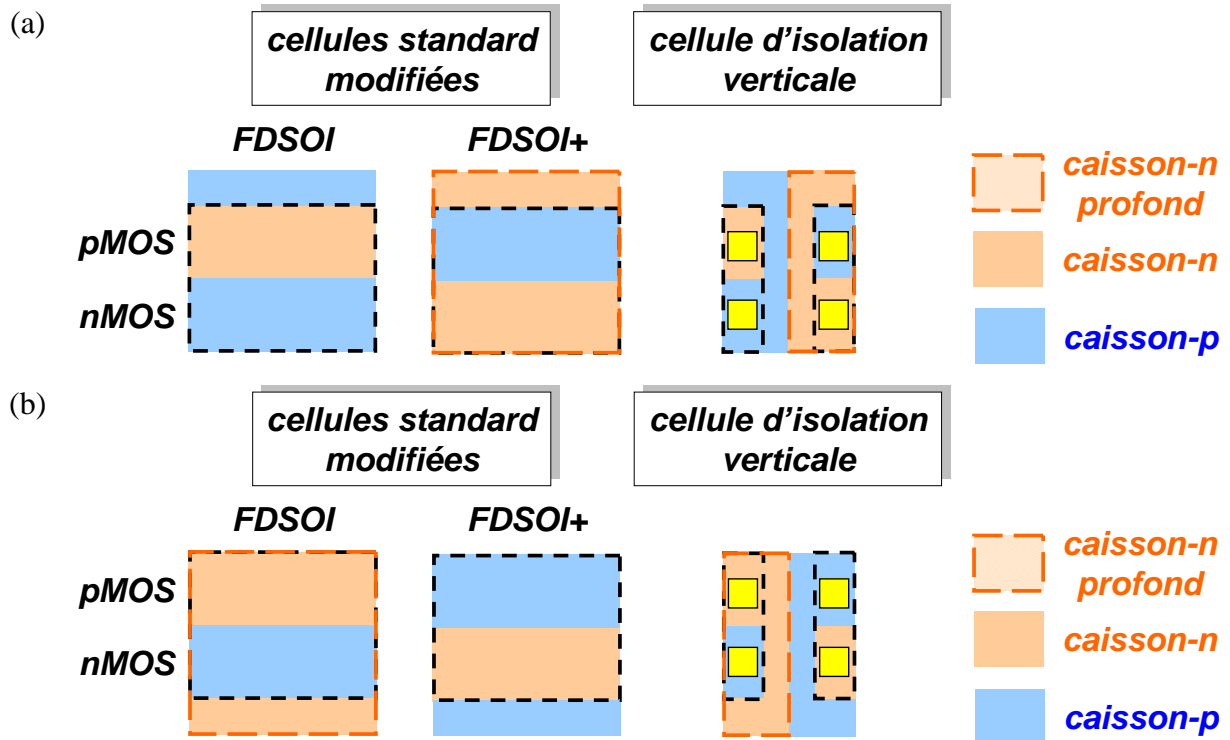 (a)
cellules standard
modifiées
cellule d'isolation
verticale
FDSOI
FDSOI+
pMOS
nMOS
caisson-n
profond
caisson-n
caisson-p
(b)
cellules standard
modifiées
cellule d'isolation
verticale
FDSOI
FDSOI+
pMOS
nMOS
caisson-n
profond
caisson-n
caisson-p